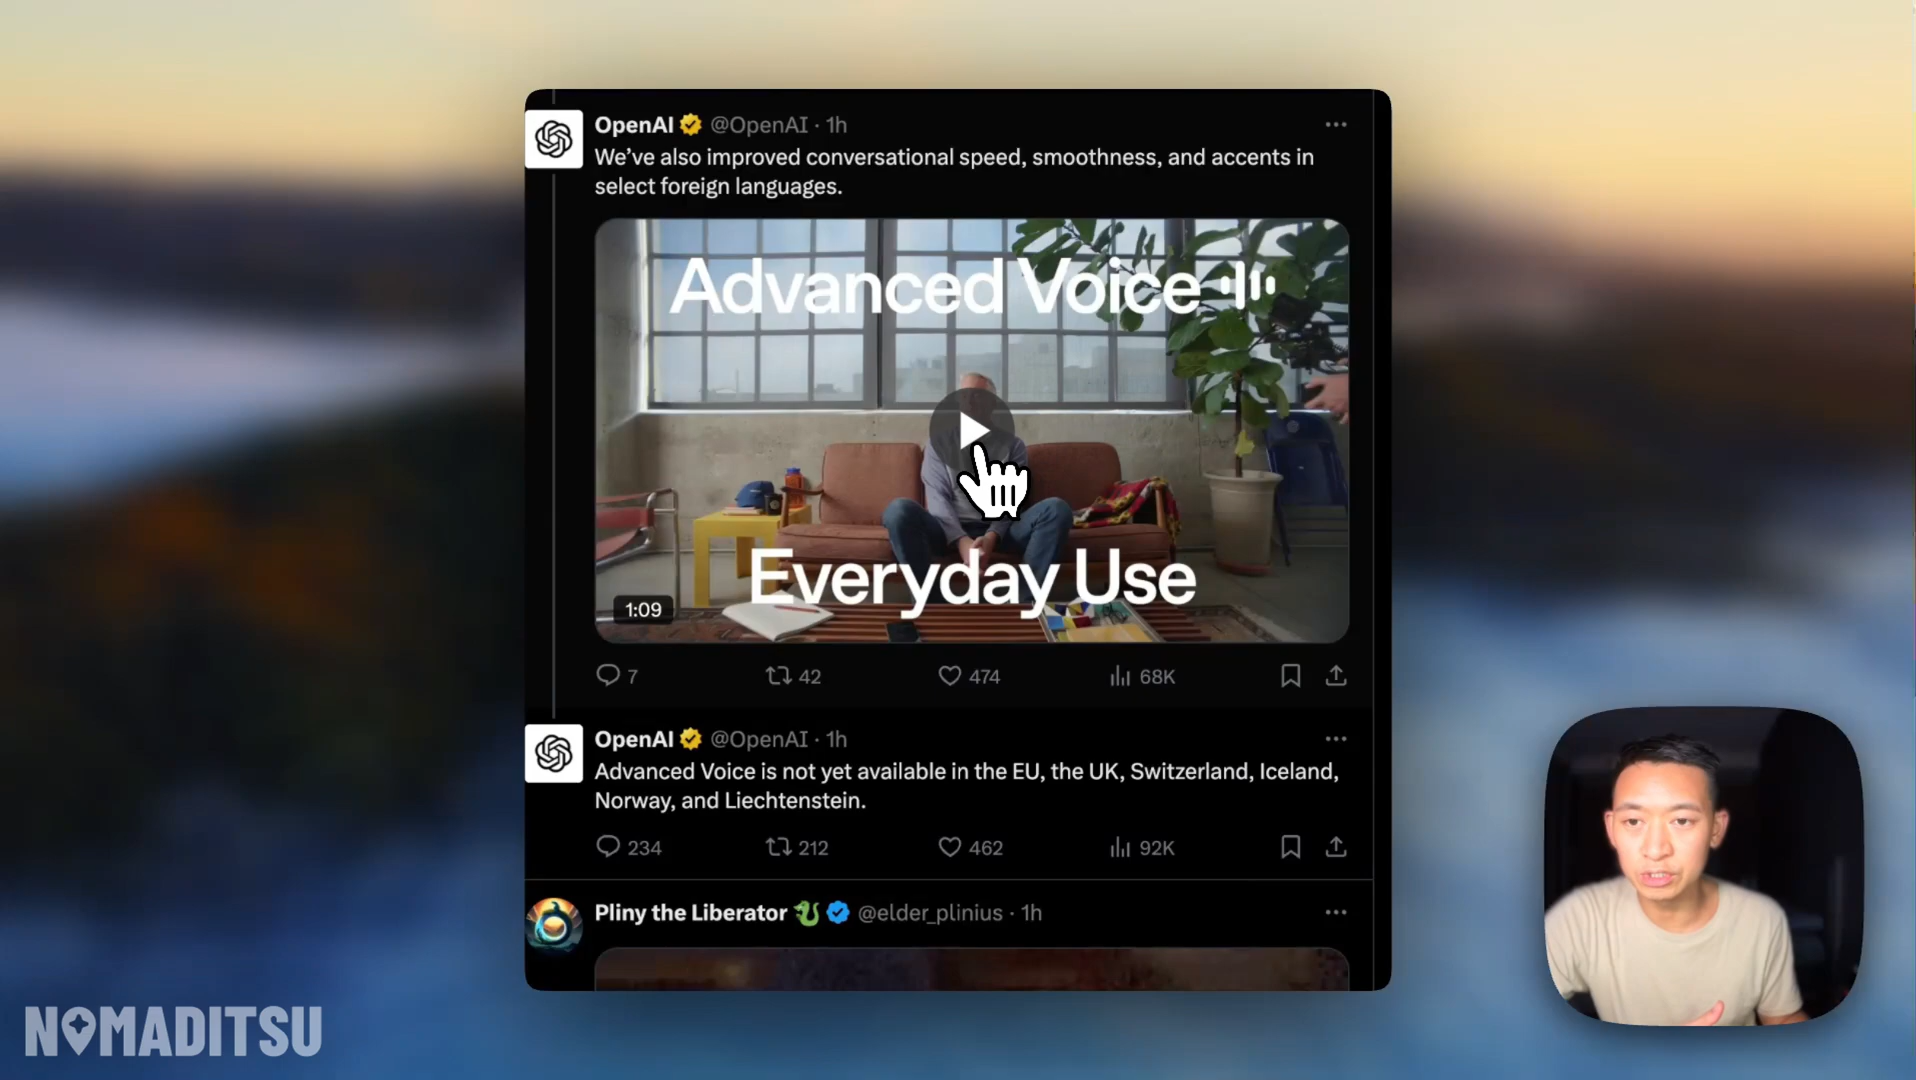 OpenAI @OpenAI · 1h
We've also improved conversational speed, smoothness, and accents in
select foreign languages.
Advanced Voice
Everyday Use
1:09
7 42 474 68K
OpenAI @OpenAI · 1h
Advanced Voice is not yet available in the EU, the UK, Switzerland, Iceland,
Norway, and Liechtenstein.
234 212 462 92K
Pliny the Liberator @elder_plinius · 1h
NOMADITSU